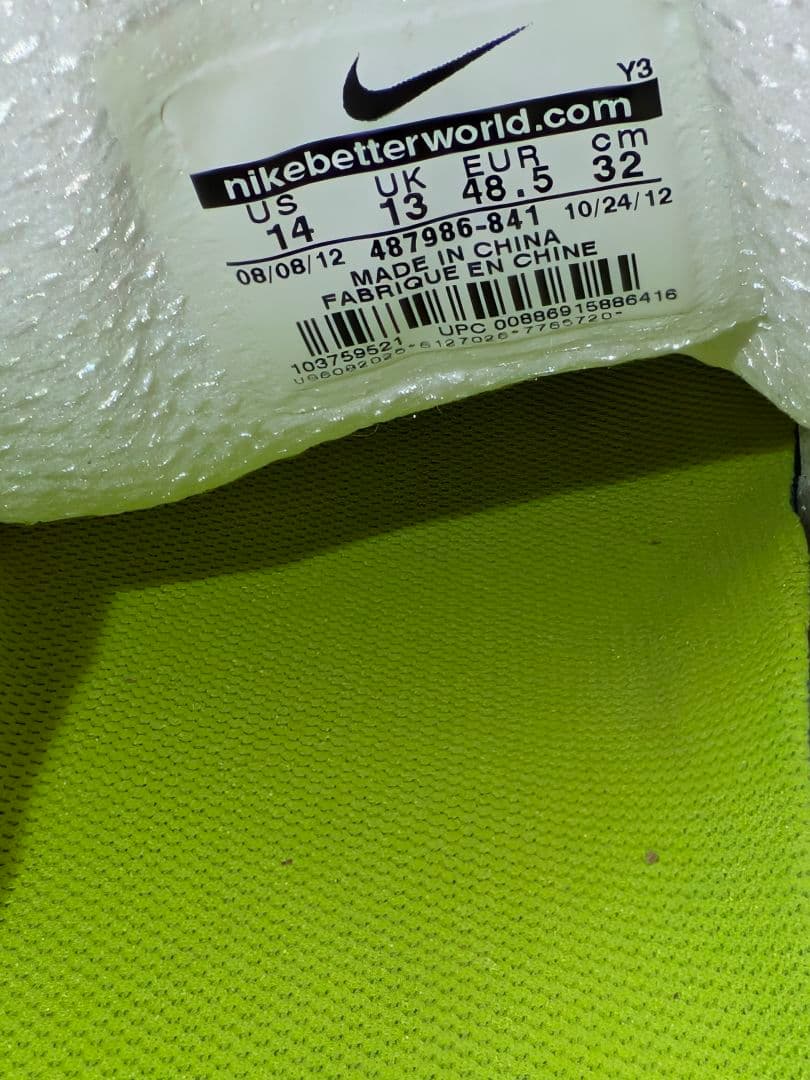 Y3
nikebetterworld.com
US UK EUR cm
14 13 48.5 32
08/08/12 487986-841 10/24/12
MADE IN CHINA
FABRIQUE EN CHINE
103759521 UPC 00886915886416